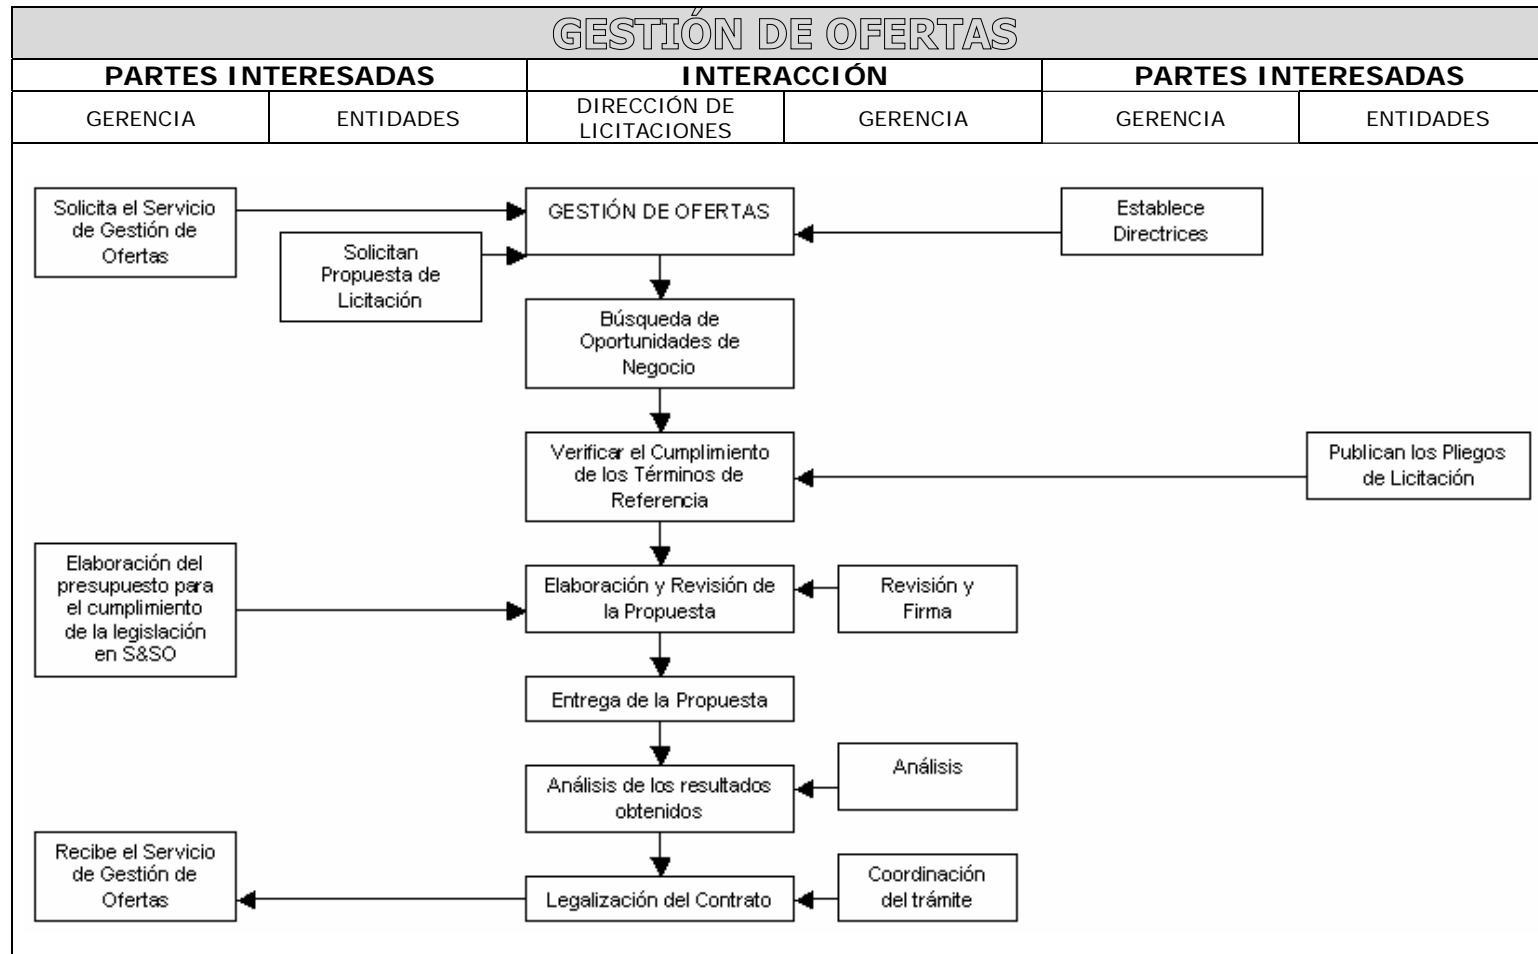 GESTIÓN DE OFERTAS
PARTES INTERESADAS
INTERACCIÓN
PARTES INTERESADAS
GERENCIA
ENTIDADES
DIRECCIÓN DE
LICITACIONES
GERENCIA
GERENCIA
ENTIDADES
Solicita el Servicio
de Gestión de
Ofertas
GESTIÓN DE OFERTAS
Establece
Directrices
Solicitan
Propuesta de
Licitación
Búsqueda de
Oportunidades de
Negocio
Verificar el Cumplimiento
de los Términos de
Referencia
Publican los Pliegos
de Licitación
Elaboración del
presupuesto para
el cumplimiento
de la legislación
en S&SO
Elaboración y Revisión de
la Propuesta
Revisión y
Firma
Entrega de la Propuesta
Análisis de los resultados
obtenidos
Análisis
Recibe el Servicio
de Gestión de
Ofertas
Legalización del Contrato
Coordinación
del trámite